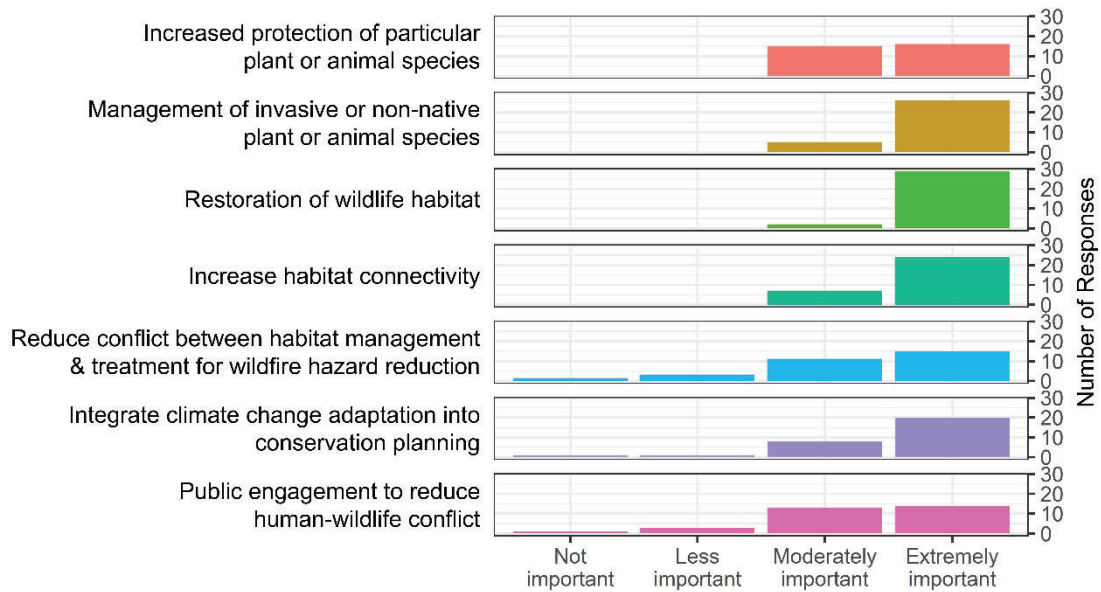 Increased protection of particular
plant or animal species
30
20
10
0
Management of invasive or non-native
plant or animal species
30
20
10
0
Restoration of wildlife habitat
30
20
10
0
Increase habitat connectivity
30
20
10
0
Reduce conflict between habitat management
& treatment for wildfire hazard reduction
30
20
10
0
Integrate climate change adaptation into
conservation planning
30
20
10
0
Public engagement to reduce
human-wildlife conflict
30
20
10
0
Number of Responses
Not
important
Less
important
Moderately
important
Extremely
important